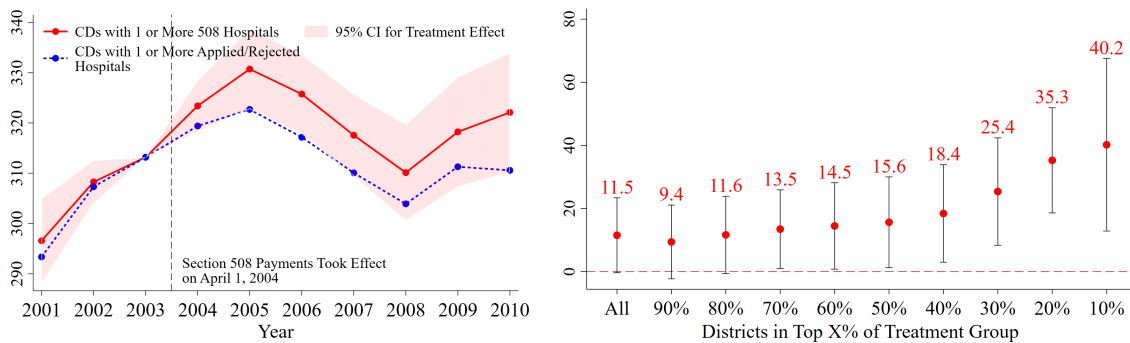 340
330
320
310
300
290
CDs with 1 or More 508 Hospitals
95% CI for Treatment Effect
CDs with 1 or More Applied/Rejected
Hospitals
Section 508 Payments Took Effect
on April 1, 2004
2001 2002 2003 2004 2005 2006 2007 2008 2009 2010
Year
80
60
40
20
0
11.5 9.4 11.6 13.5 14.5 15.6 18.4 25.4 35.3 40.2
All 90% 80% 70% 60% 50% 40% 30% 20% 10%
Districts in Top X% of Treatment Group